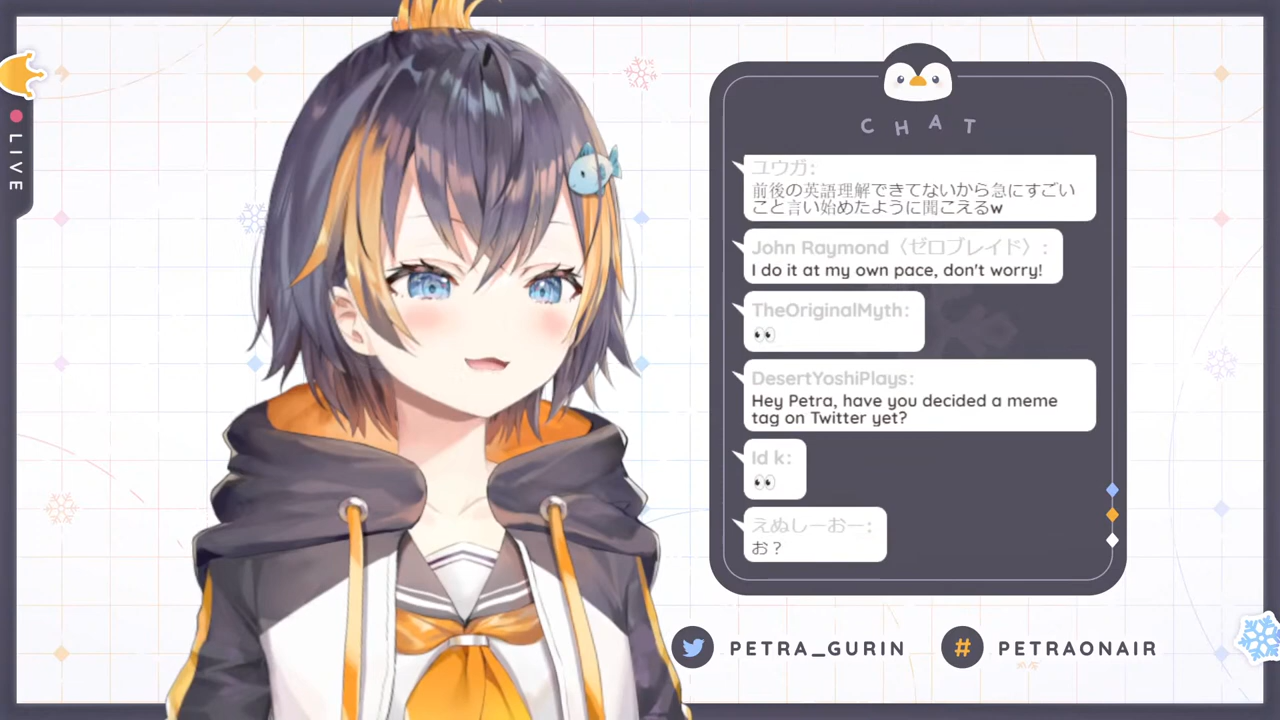 LIVE
CHAT
ユウガ:
前後の英語理解できてないから急にすごい
こと言い始めたように聞こえるw
John Raymond〈ゼロブレイド〉:
I do it at my own pace, don't worry!
TheOriginalMyth:
👀
DesertYoshiPlays:
Hey Petra, have you decided a meme
tag on Twitter yet?
Id k:
👀
えぬしーおー:
お？
PETRA_GURIN
# PETRAONAIR